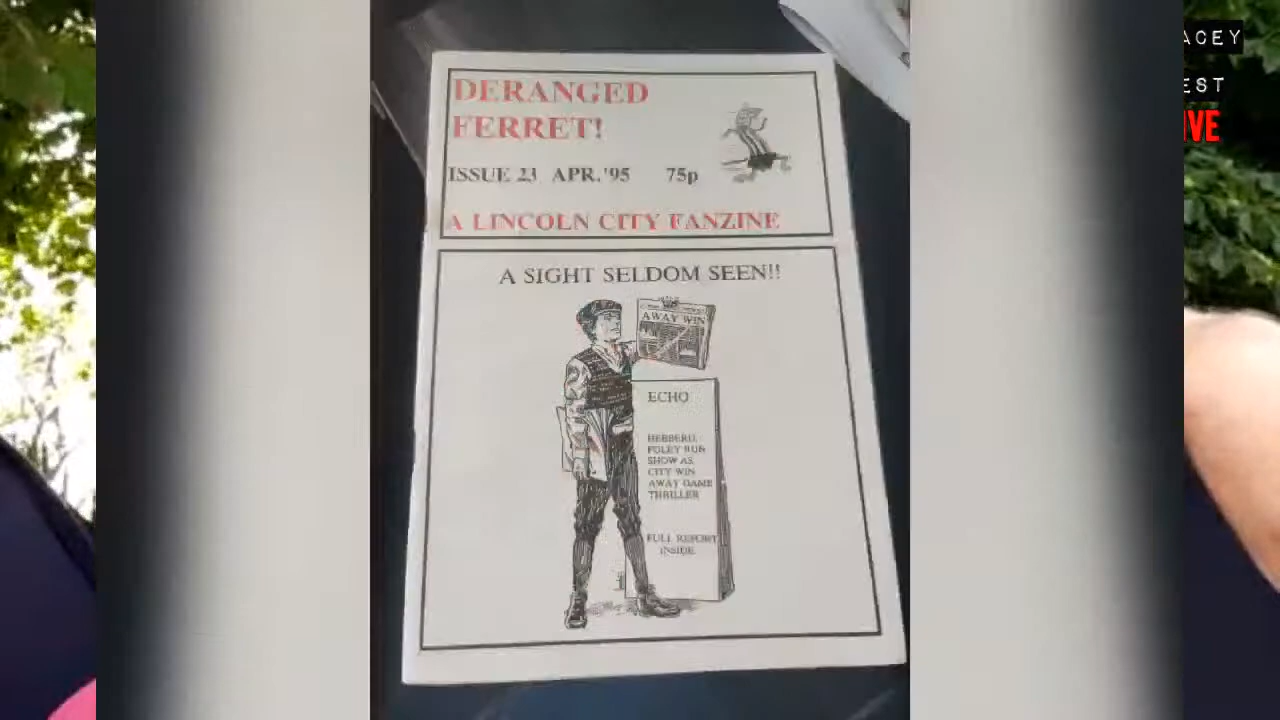 DERANGED
FERRET!
ISSUE 23 APR.'95 75p
A LINCOLN CITY FANZINE
A SIGHT SELDOM SEEN!!
AWAY WIN
ECHO
HEBBERD,
FOLEY RUN
SHOW AS
CITY WIN
AWAY GAME
THRILLER
FULL REPORT
INSIDE
ACEY
EST
IVE